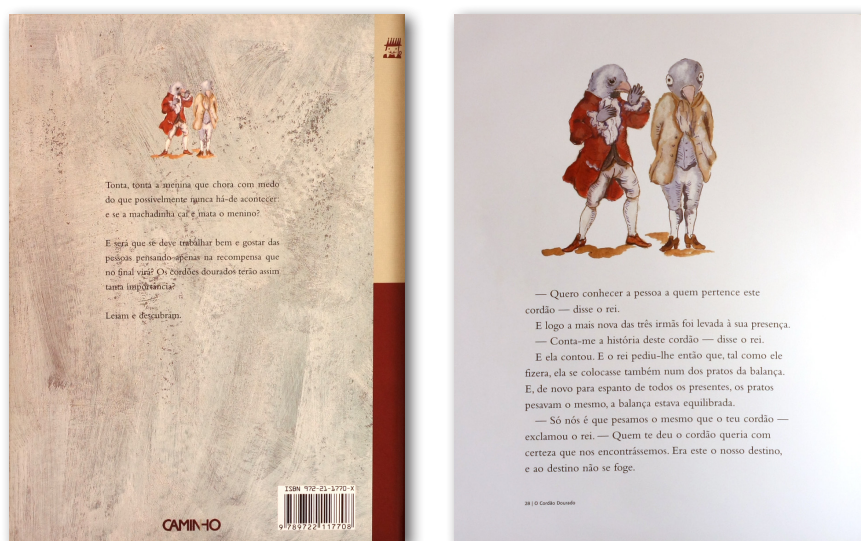 Tonta, tonta a menina que chora com medo
do que possivelmente nunca há-de acontecer:
e se a machadinha cai e mata o menino?
E será que se deve trabalhar bem e gostar das
pessoas pensando apenas na recompensa que
no final virá? Os cordões dourados terão assim
tanta importância?
Leiam e descubram.
ISBN 972-21-1770-X
9 789722 117708
CAMINHO
— Quero conhecer a pessoa a quem pertence este
cordão — disse o rei.
E logo a mais nova das três irmãs foi levada à sua presença.
— Conta-me a história deste cordão — disse o rei.
E ela contou. E o rei pediu-lhe então que, tal como ele
fizera, ela se colocasse também num dos pratos da balança.
E, de novo para espanto de todos os presentes, os pratos
pesavam o mesmo, a balança estava equilibrada.
— Só nós é que pesamos o mesmo que o teu cordão —
exclamou o rei. — Quem te deu o cordão queria com
certeza que nos encontrássemos. Era este o nosso destino,
e ao destino não se foge.
28 | O Cordão Dourado